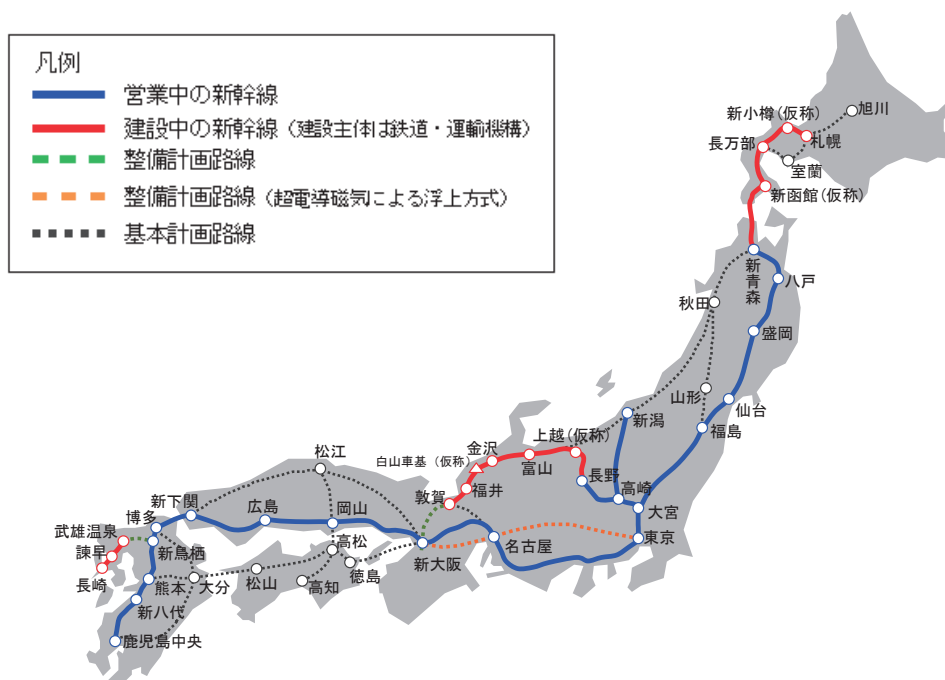 凡例
営業中の新幹線
建設中の新幹線(建設主体は鉄道・運輸機構)
整備計画路線
整備計画路線(超電導磁気による浮上方式)
基本計画路線
旭川
新小樽(仮称)
札幌
長万部
室蘭
新函館(仮称)
新青森
八戸
秋田
盛岡
山形
仙台
福島
新潟
上越(仮称)
金沢
白山車基(仮称)
富山
長野
高崎
福井
敦賀
大宮
東京
名古屋
新大阪
松江
岡山
広島
新下関
博多
武雄温泉
新鳥栖
諫早
長崎
高松
徳島
高知
松山
大分
熊本
新八代
鹿児島中央